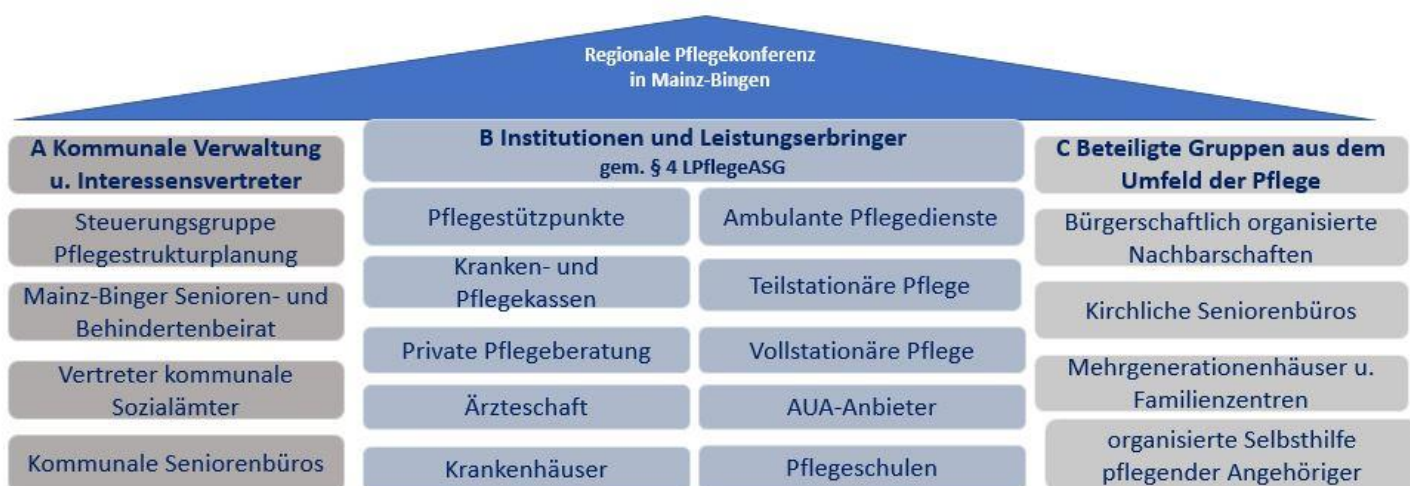 Regionale Pflegekonferenz
in Mainz-Bingen
A Kommunale Verwaltung
u. Interessensvertreter
Steuerungsgruppe
Pflegestrukturplanung
Mainz-Binger Senioren- und
Behindertenbeirat
Vertreter kommunale
Sozialämter
Kommunale Seniorenbüros
B Institutionen und Leistungserbringer
gem. § 4 LPflegeASG
Pflegestützpunkte
Kranken- und
Pflegekassen
Private Pflegeberatung
Ärzteschaft
Krankenhäuser
Ambulante Pflegedienste
Teilstationäre Pflege
Vollstationäre Pflege
AUA-Anbieter
Pflegeschulen
C Beteiligte Gruppen aus dem
Umfeld der Pflege
Bürgerschaftlich organisierte
Nachbarschaften
Kirchliche Seniorenbüros
Mehrgenerationenhäuser u.
Familienzentren
organisierte Selbsthilfe
pflegender Angehöriger